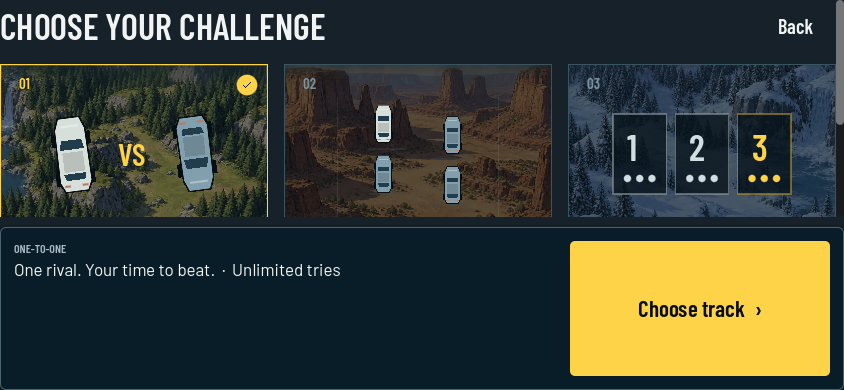 CHOOSE YOUR CHALLENGE
Back
01
VS
02
03
1
2
3
ONE-TO-ONE
One rival. Your time to beat. · Unlimited tries
Choose track ›